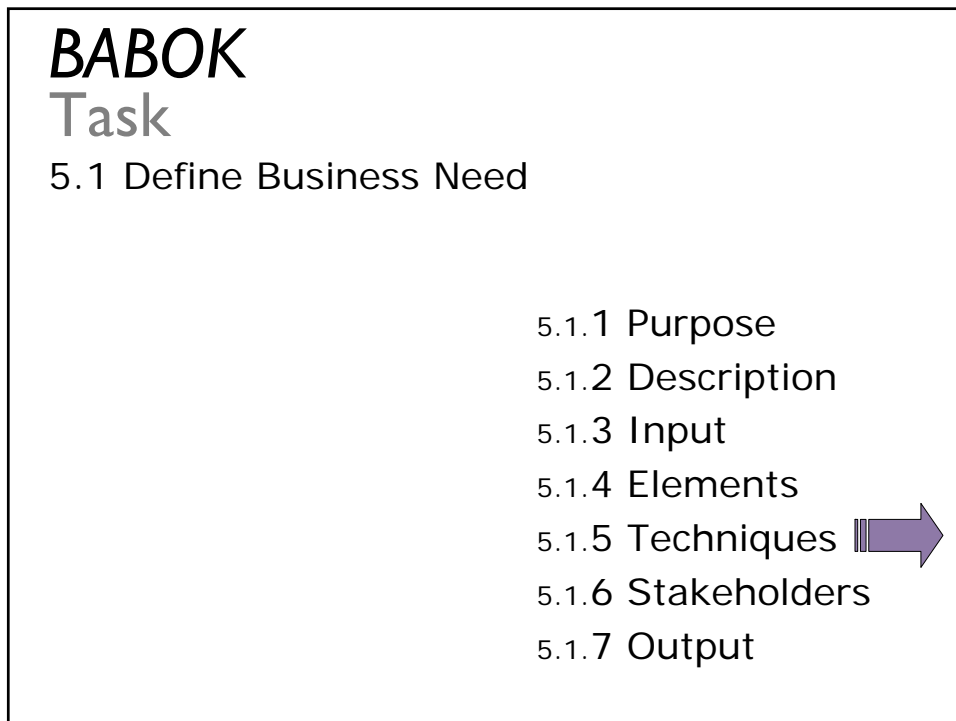 BABOK
Task
5.1 Define Business Need
5.1.1 Purpose
5.1.2 Description
5.1.3 Input
5.1.4 Elements
5.1.5 Techniques
5.1.6 Stakeholders
5.1.7 Output